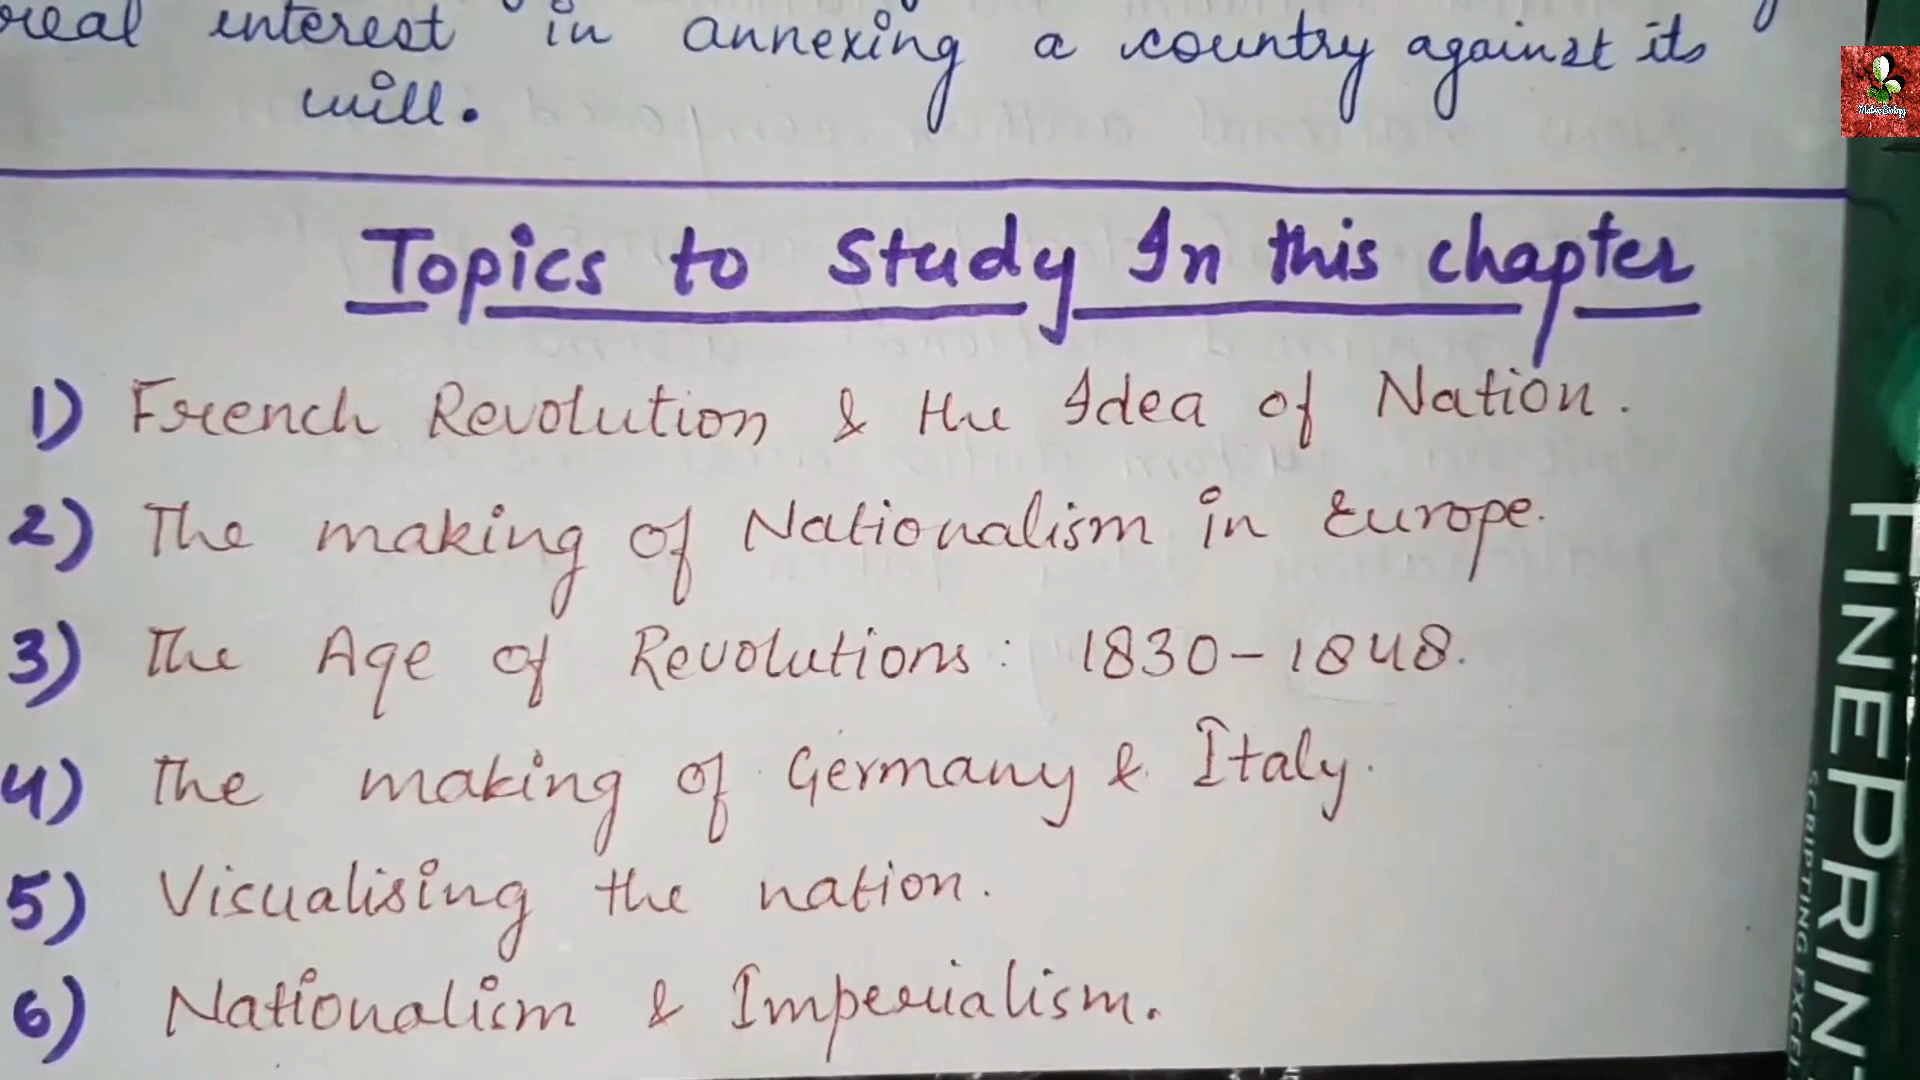 real interest in annexing a country against its
will.
Topics to Study In this chapter
1) French Revolution & the Idea of Nation.
2) The making of Nationalism in Europe.
3) The Age of Revolutions: 1830-1848.
4) The making of Germany & Italy.
5) Visualising the nation.
6) Nationalism & Imperialism.
FINEPRIN